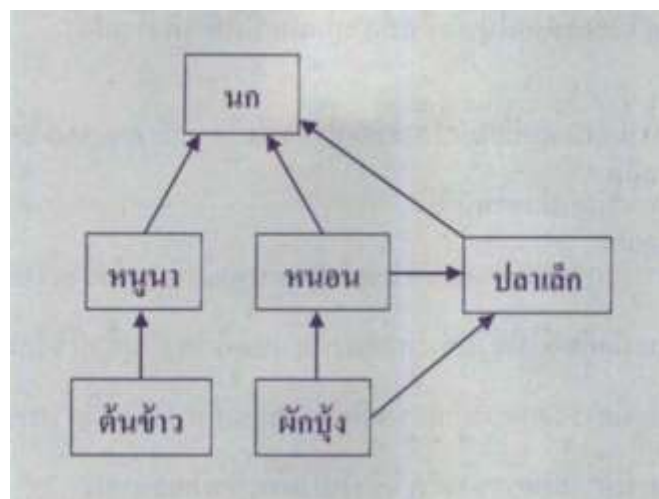 นก
หนูนา หนอน ปลาเล็ก
ต้นข้าว ผักบุ้ง